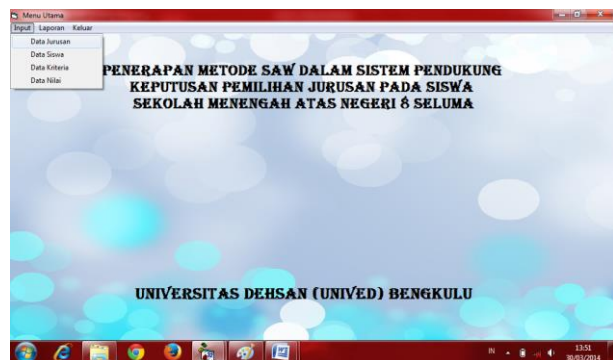 Menu Utama
Input Laporan Keluar
Data Jurusan
Data Siswa
Data Kriteria
Data Nilai
PENERAPAN METODE SAW DALAM SISTEM PENDUKUNG
KEPUTUSAN PEMILIHAN JURUSAN PADA SISWA
SEKOLAH MENENGAH ATAS NEGERI 8 SELUMA
UNIVERSITAS DEHSAN (UNIVED) BENGKULU
IN
13:51
30/03/2014